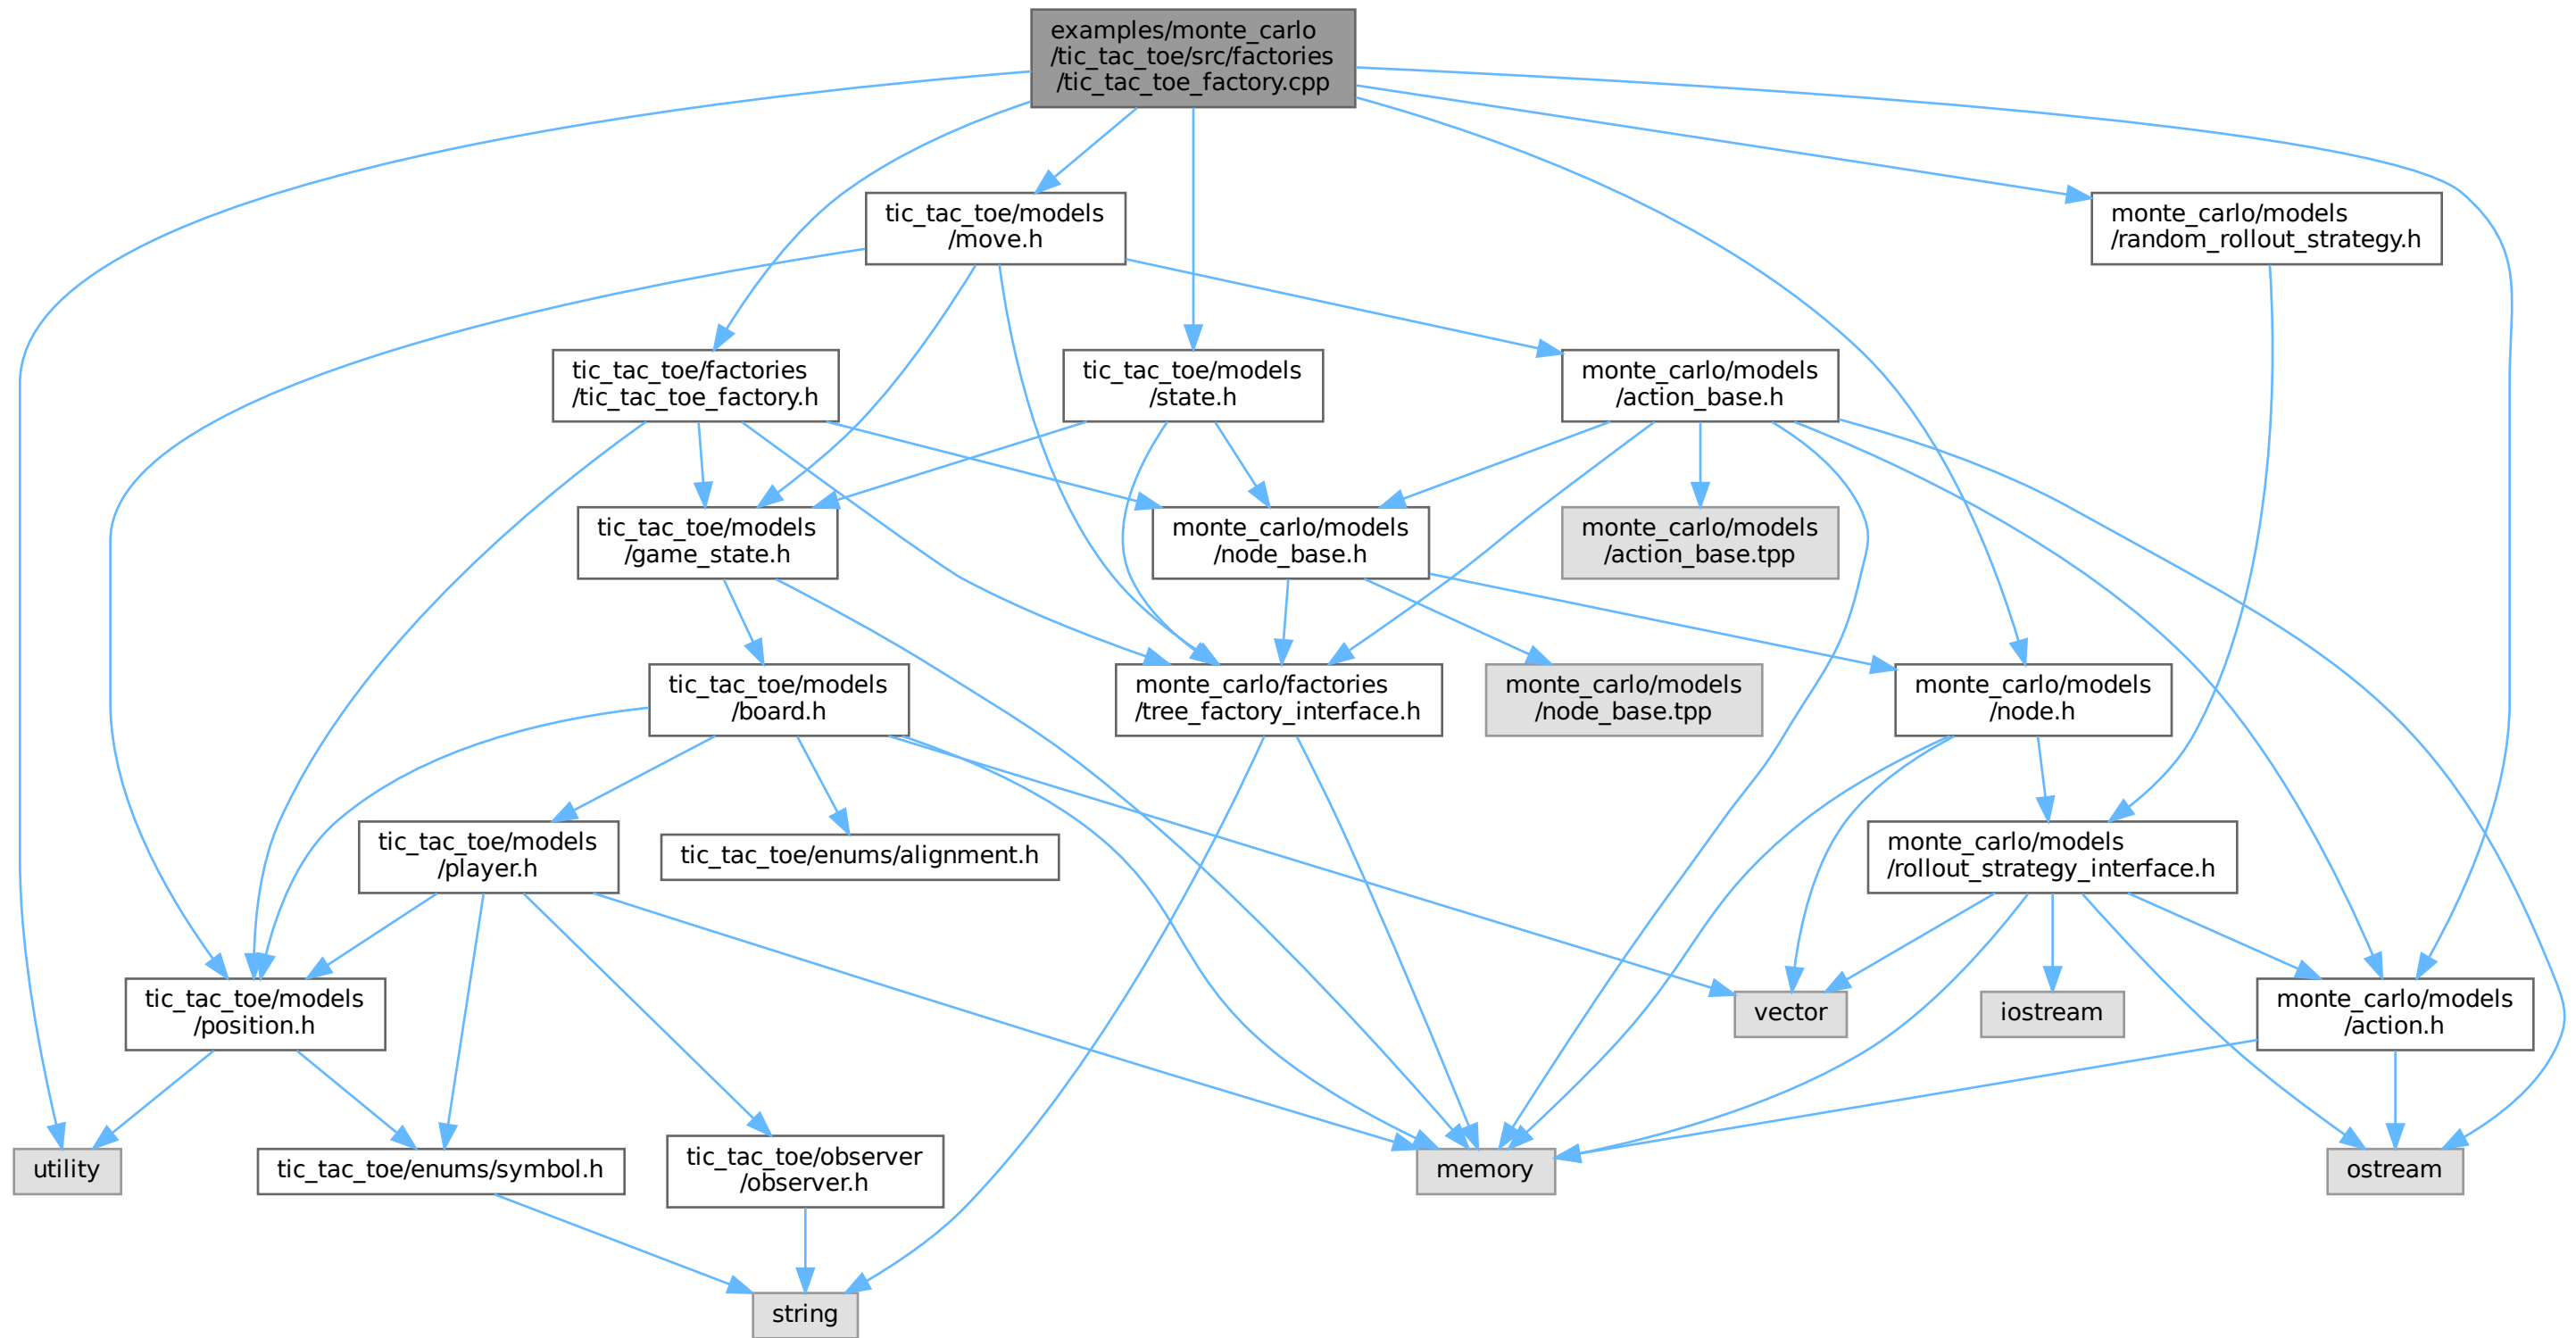 examples/monte_carlo
/tic_tac_toe/src/factories
/tic_tac_toe_factory.cpp
tic_tac_toe/models
/move.h
monte_carlo/models
/random_rollout_strategy.h
tic_tac_toe/factories
/tic_tac_toe_factory.h
tic_tac_toe/models
/state.h
monte_carlo/models
/action_base.h
tic_tac_toe/models
/game_state.h
monte_carlo/models
/node_base.h
monte_carlo/models
/action_base.tpp
tic_tac_toe/models
/board.h
monte_carlo/factories
/tree_factory_interface.h
monte_carlo/models
/node_base.tpp
monte_carlo/models
/node.h
tic_tac_toe/models
/player.h
tic_tac_toe/enums/alignment.h
monte_carlo/models
/rollout_strategy_interface.h
tic_tac_toe/models
/position.h
vector
iostream
monte_carlo/models
/action.h
utility
tic_tac_toe/enums/symbol.h
tic_tac_toe/observer
/observer.h
memory
ostream
string